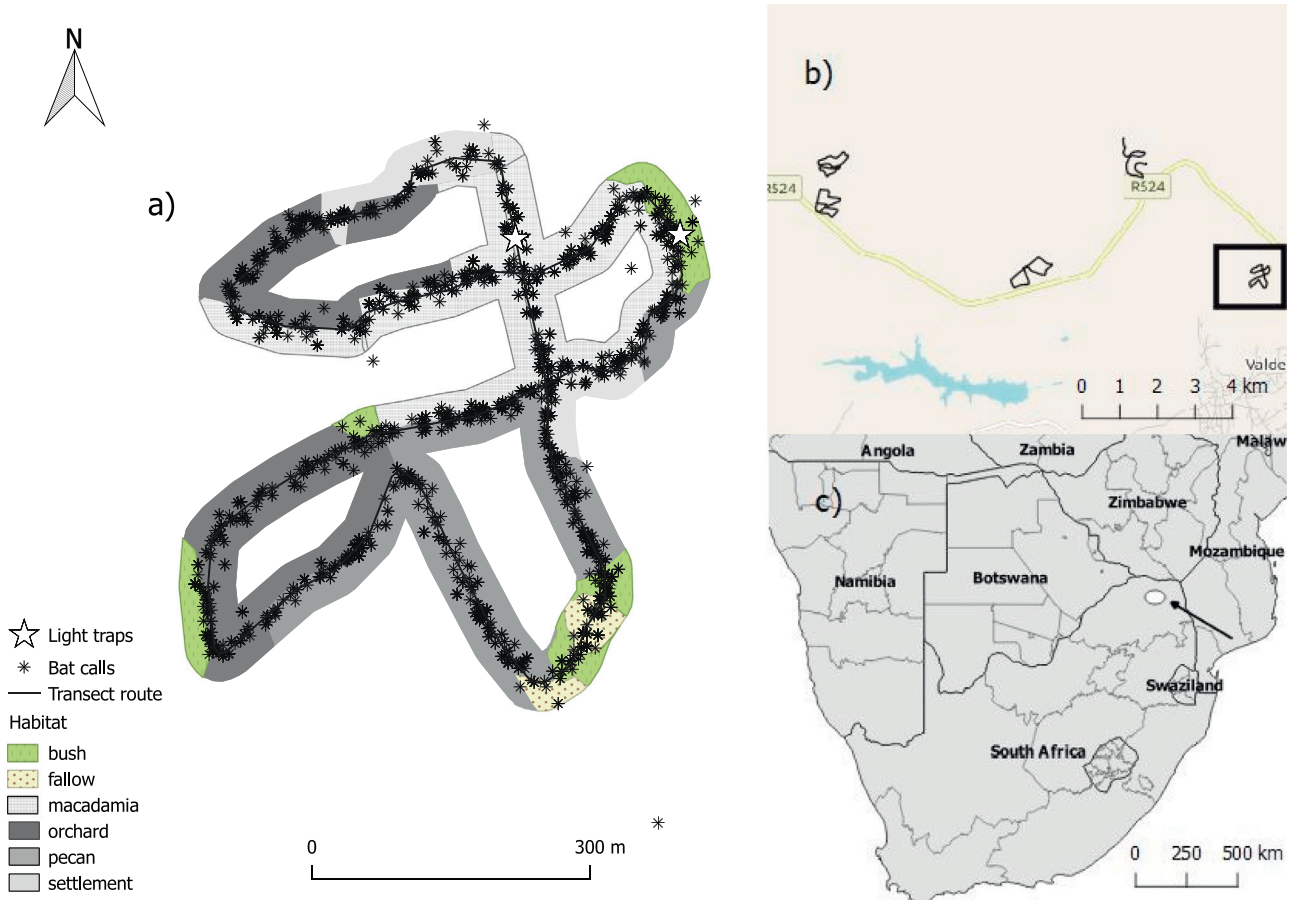 N
a)
Light traps
Bat calls
Transect route
Habitat
bush
fallow
macadamia
orchard
pecan
settlement
0 300 m
b)
R524
R524
Valde
0 1 2 3 4 km
c)
Angola
Zambia
Malaw
Zimbabwe
Mozambique
Namibia
Botswana
Swaziland
South Africa
0 250 500 km